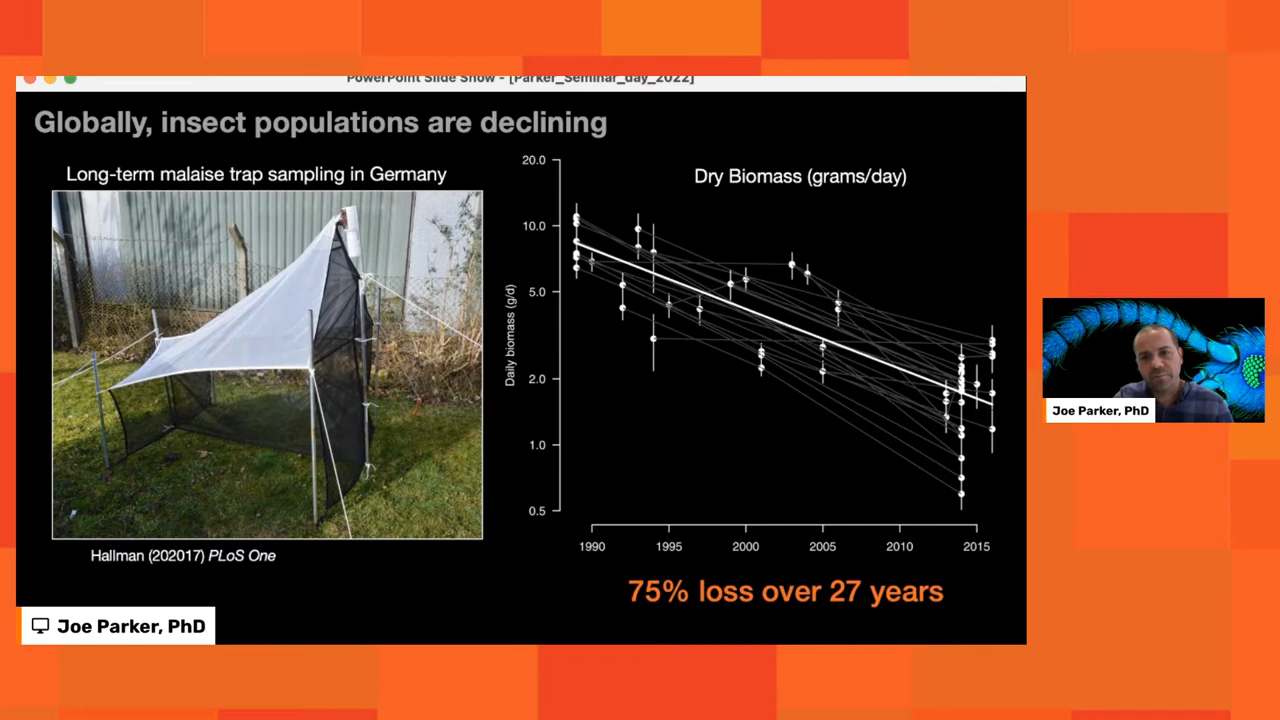 PowerPoint Slide Show - [Parker_Seminar_day_2022]
Globally, insect populations are declining
Long-term malaise trap sampling in Germany
Hallman (202017) PLoS One
Dry Biomass (grams/day)
Daily biomass (g/d)
20.0
10.0
5.0
2.0
1.0
0.5
1990 1995 2000 2005 2010 2015
75% loss over 27 years
Joe Parker, PhD
Joe Parker, PhD